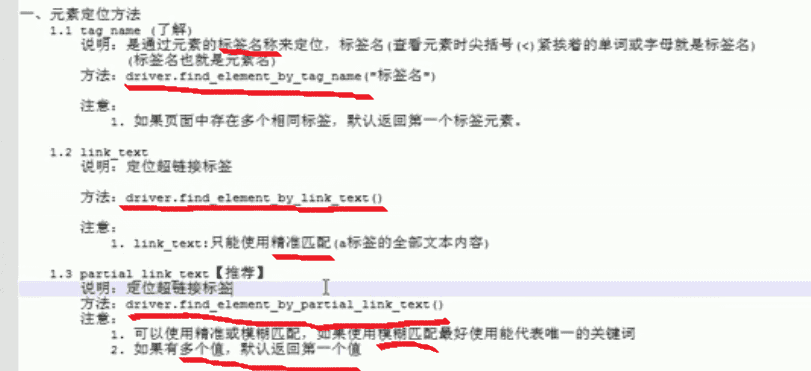 一、元素定位方法
1.1 tag_name (了解)
说明: 是通过元素的标签名称来定位, 标签名(查看元素时尖括号(<)紧挨着的单词或字母就是标签名)
(标签名也就是元素名)
方法: driver.find_element_by_tag_name("标签名")
注意:
1. 如果页面中存在多个相同标签, 默认返回第一个标签元素。
1.2 link_text
说明: 定位超链接标签
方法: driver.find_element_by_link_text()
注意:
1. link_text:只能使用精准匹配(a标签的全部文本内容)
1.3 partial_link_text【推荐】
说明: 定位超链接标签
方法: driver.find_element_by_partial_link_text()
注意:
1. 可以使用精准或模糊匹配, 如果使用模糊匹配最好使用能代表唯一的关键词
2. 如果有多个值, 默认返回第一个值